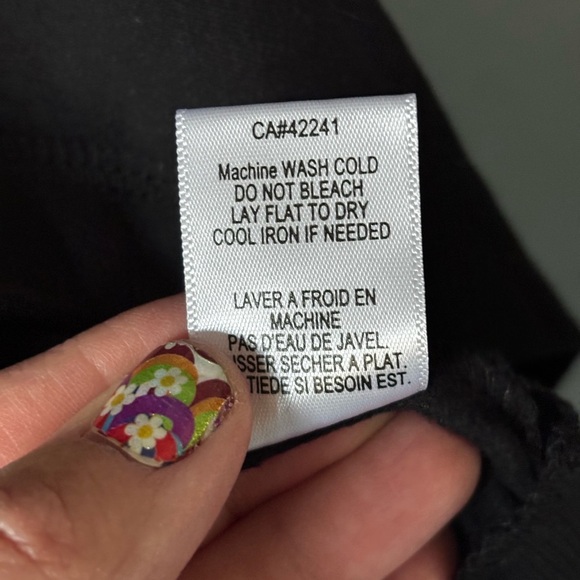 CA#42241
Machine WASH COLD
DO NOT BLEACH
LAY FLAT TO DRY
COOL IRON IF NEEDED
LAVER A FROID EN
MACHINE
PAS D'EAU DE JAVEL.
SECHER A PLAT.
TIEDE SI BESOIN EST.